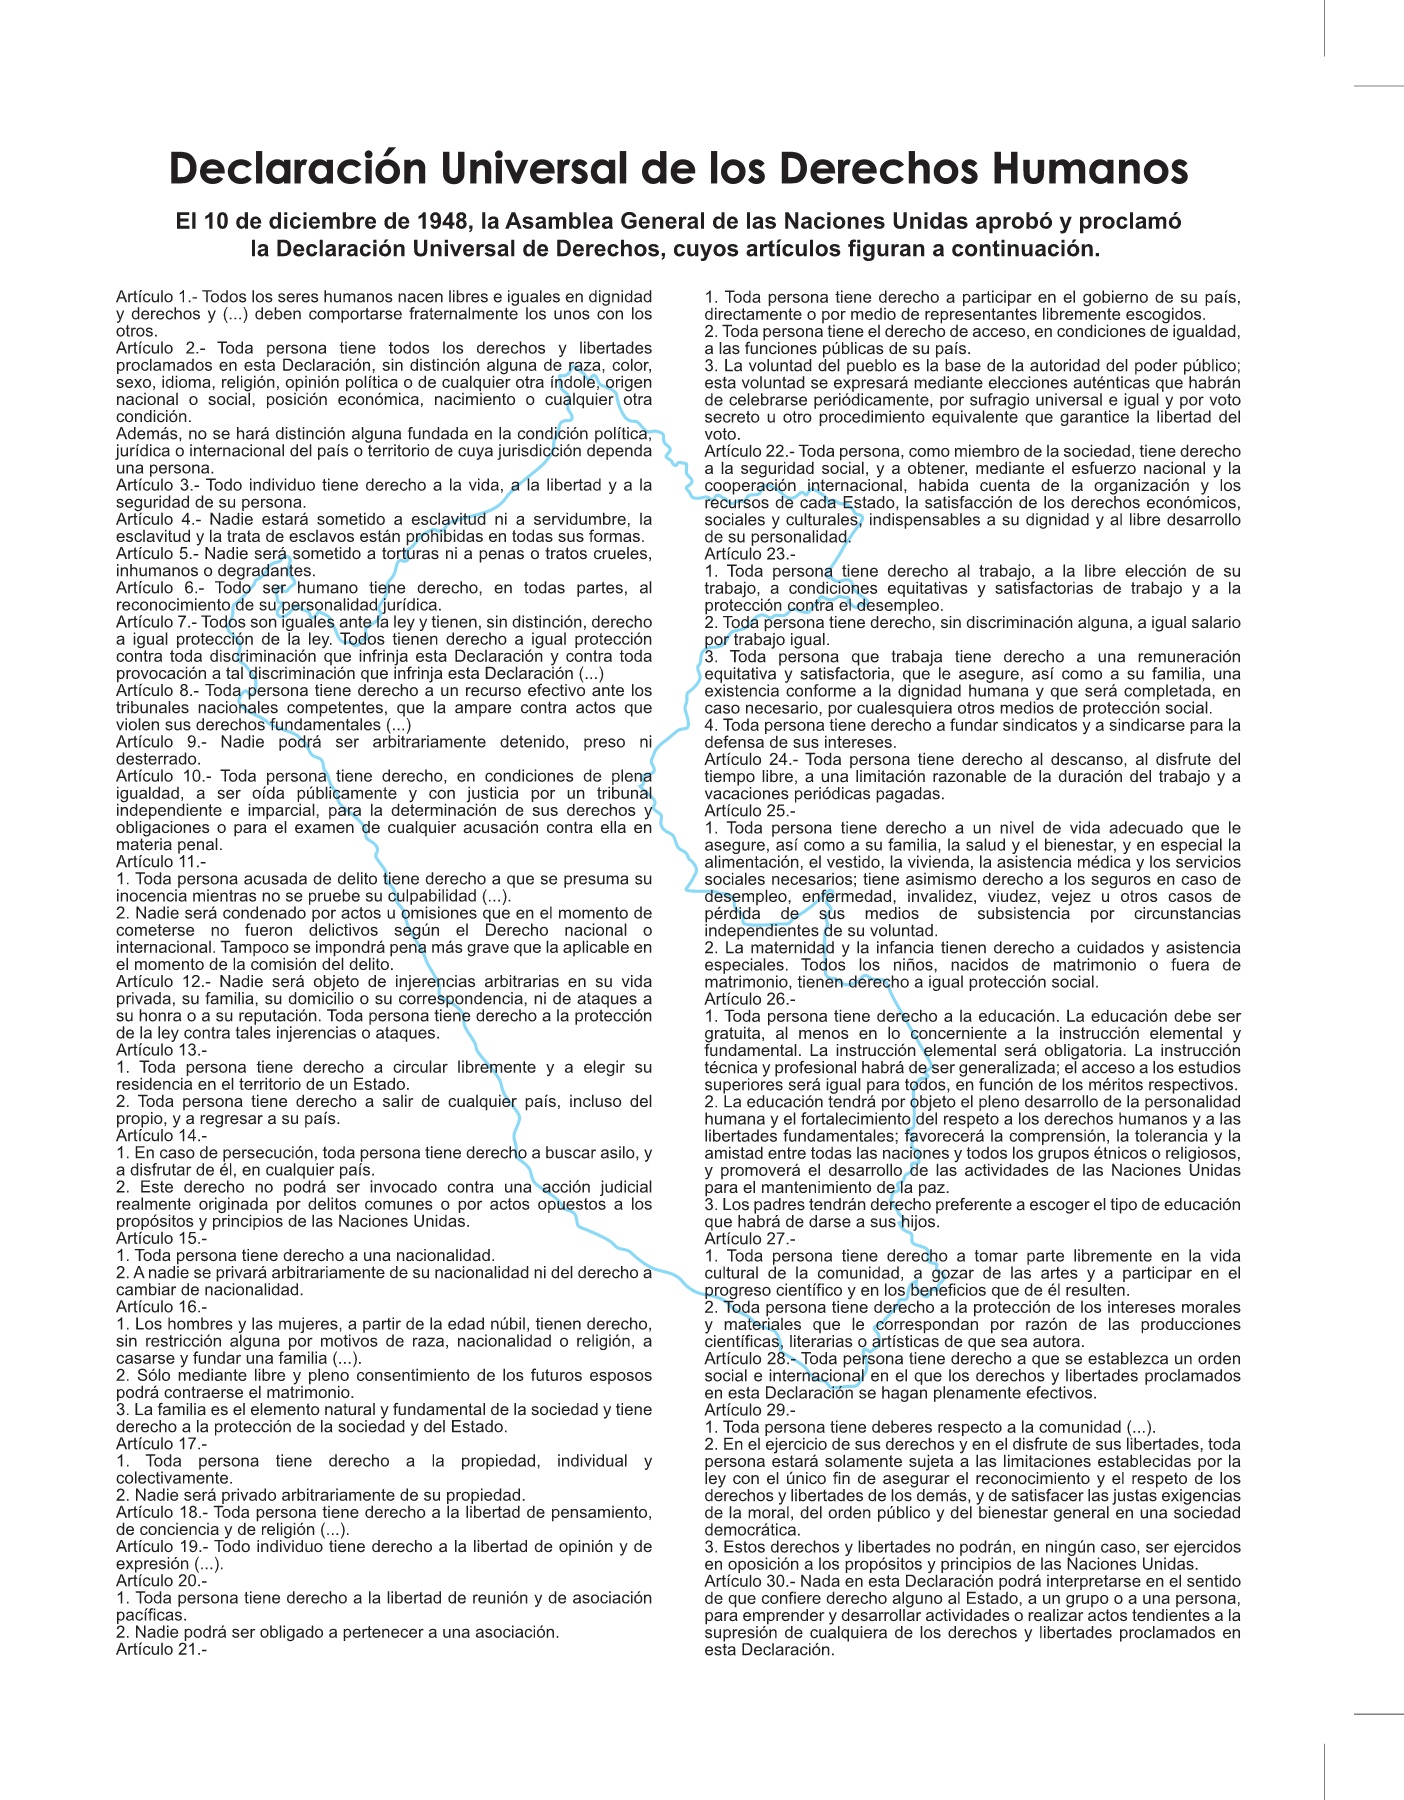 Declaración Universal de los Derechos Humanos
El 10 de diciembre de 1948, la Asamblea General de las Naciones Unidas aprobó y proclamó
la Declaración Universal de Derechos, cuyos artículos figuran a continuación.
Artículo 1.- Todos los seres humanos nacen libres e iguales en dignidad
y derechos y (...) deben comportarse fraternalmente los unos con los
otros.
Artículo 2.- Toda persona tiene todos los derechos y libertades
proclamados en esta Declaración, sin distinción alguna de raza, color,
sexo, idioma, religión, opinión política o de cualquier otra índole, origen
nacional o social, posición económica, nacimiento o cualquier otra
condición.
Además, no se hará distinción alguna fundada en la condición política,
jurídica o internacional del país o territorio de cuya jurisdicción dependa
una persona.
Artículo 3.- Todo individuo tiene derecho a la vida, a la libertad y a la
seguridad de su persona.
Artículo 4.- Nadie estará sometido a esclavitud ni a servidumbre, la
esclavitud y la trata de esclavos están prohibidas en todas sus formas.
Artículo 5.- Nadie será sometido a torturas ni a penas o tratos crueles,
inhumanos o degradantes.
Artículo 6.- Todo ser humano tiene derecho, en todas partes, al
reconocimiento de su personalidad jurídica.
Artículo 7.- Todos son iguales ante la ley y tienen, sin distinción, derecho
a igual protección de la ley. Todos tienen derecho a igual protección
contra toda discriminación que infrinja esta Declaración y contra toda
provocación a tal discriminación que infrinja esta Declaración (...)
Artículo 8.- Toda persona tiene derecho a un recurso efectivo ante los
tribunales nacionales competentes, que la ampare contra actos que
violen sus derechos fundamentales (...)
Artículo 9.- Nadie podrá ser arbitrariamente detenido, preso ni
desterrado.
Artículo 10.- Toda persona tiene derecho, en condiciones de plena
igualdad, a ser oída públicamente y con justicia por un tribunal
independiente e imparcial, para la determinación de sus derechos y
obligaciones o para el examen de cualquier acusación contra ella en
materia penal.
Artículo 11.-
1. Toda persona acusada de delito tiene derecho a que se presuma su
inocencia mientras no se pruebe su culpabilidad (...).
2. Nadie será condenado por actos u omisiones que en el momento de
cometerse no fueron delictivos según el Derecho nacional o
internacional. Tampoco se impondrá pena más grave que la aplicable en
el momento de la comisión del delito.
Artículo 12.- Nadie será objeto de injerencias arbitrarias en su vida
privada, su familia, su domicilio o su correspondencia, ni de ataques a
su honra o a su reputación. Toda persona tiene derecho a la protección
de la ley contra tales injerencias o ataques.
Artículo 13.-
1. Toda persona tiene derecho a circular libremente y a elegir su
residencia en el territorio de un Estado.
2. Toda persona tiene derecho a salir de cualquier país, incluso del
propio, y a regresar a su país.
Artículo 14.-
1. En caso de persecución, toda persona tiene derecho a buscar asilo, y
a disfrutar de él, en cualquier país.
2. Este derecho no podrá ser invocado contra una acción judicial
realmente originada por delitos comunes o por actos opuestos a los
propósitos y principios de las Naciones Unidas.
Artículo 15.-
1. Toda persona tiene derecho a una nacionalidad.
2. A nadie se privará arbitrariamente de su nacionalidad ni del derecho a
cambiar de nacionalidad.
Artículo 16.-
1. Los hombres y las mujeres, a partir de la edad núbil, tienen derecho,
sin restricción alguna por motivos de raza, nacionalidad o religión, a
casarse y fundar una familia (...).
2. Sólo mediante libre y pleno consentimiento de los futuros esposos
podrá contraerse el matrimonio.
3. La familia es el elemento natural y fundamental de la sociedad y tiene
derecho a la protección de la sociedad y del Estado.
Artículo 17.-
1. Toda persona tiene derecho a la propiedad, individual y
colectivamente.
2. Nadie será privado arbitrariamente de su propiedad.
Artículo 18.- Toda persona tiene derecho a la libertad de pensamiento,
de conciencia y de religión (...).
Artículo 19.- Todo individuo tiene derecho a la libertad de opinión y de
expresión (...).
Artículo 20.-
1. Toda persona tiene derecho a la libertad de reunión y de asociación
pacíficas.
2. Nadie podrá ser obligado a pertenecer a una asociación.
Artículo 21.-
1. Toda persona tiene derecho a participar en el gobierno de su país,
directamente o por medio de representantes libremente escogidos.
2. Toda persona tiene el derecho de acceso, en condiciones de igualdad,
a las funciones públicas de su país.
3. La voluntad del pueblo es la base de la autoridad del poder público;
esta voluntad se expresará mediante elecciones auténticas que habrán
de celebrarse periódicamente, por sufragio universal e igual y por voto
secreto u otro procedimiento equivalente que garantice la libertad del
voto.
Artículo 22.- Toda persona, como miembro de la sociedad, tiene derecho
a la seguridad social, y a obtener, mediante el esfuerzo nacional y la
cooperación internacional, habida cuenta de la organización y los
recursos de cada Estado, la satisfacción de los derechos económicos,
sociales y culturales, indispensables a su dignidad y al libre desarrollo
de su personalidad.
Artículo 23.-
1. Toda persona tiene derecho al trabajo, a la libre elección de su
trabajo, a condiciones equitativas y satisfactorias de trabajo y a la
protección contra el desempleo.
2. Toda persona tiene derecho, sin discriminación alguna, a igual salario
por trabajo igual.
3. Toda persona que trabaja tiene derecho a una remuneración
equitativa y satisfactoria, que le asegure, así como a su familia, una
existencia conforme a la dignidad humana y que será completada, en
caso necesario, por cualesquiera otros medios de protección social.
4. Toda persona tiene derecho a fundar sindicatos y a sindicarse para la
defensa de sus intereses.
Artículo 24.- Toda persona tiene derecho al descanso, al disfrute del
tiempo libre, a una limitación razonable de la duración del trabajo y a
vacaciones periódicas pagadas.
Artículo 25.-
1. Toda persona tiene derecho a un nivel de vida adecuado que le
asegure, así como a su familia, la salud y el bienestar, y en especial la
alimentación, el vestido, la vivienda, la asistencia médica y los servicios
sociales necesarios; tiene asimismo derecho a los seguros en caso de
desempleo, enfermedad, invalidez, viudez, vejez u otros casos de
pérdida de sus medios de subsistencia por circunstancias
independientes de su voluntad.
2. La maternidad y la infancia tienen derecho a cuidados y asistencia
especiales. Todos los niños, nacidos de matrimonio o fuera de
matrimonio, tienen derecho a igual protección social.
Artículo 26.-
1. Toda persona tiene derecho a la educación. La educación debe ser
gratuita, al menos en lo concerniente a la instrucción elemental y
fundamental. La instrucción elemental será obligatoria. La instrucción
técnica y profesional habrá de ser generalizada; el acceso a los estudios
superiores será igual para todos, en función de los méritos respectivos.
2. La educación tendrá por objeto el pleno desarrollo de la personalidad
humana y el fortalecimiento del respeto a los derechos humanos y a las
libertades fundamentales; favorecerá la comprensión, la tolerancia y la
amistad entre todas las naciones y todos los grupos étnicos o religiosos,
y promoverá el desarrollo de las actividades de las Naciones Unidas
para el mantenimiento de la paz.
3. Los padres tendrán derecho preferente a escoger el tipo de educación
que habrá de darse a sus hijos.
Artículo 27.-
1. Toda persona tiene derecho a tomar parte libremente en la vida
cultural de la comunidad, a gozar de las artes y a participar en el
progreso científico y en los beneficios que de él resulten.
2. Toda persona tiene derecho a la protección de los intereses morales
y materiales que le correspondan por razón de las producciones
científicas, literarias o artísticas de que sea autora.
Artículo 28.- Toda persona tiene derecho a que se establezca un orden
social e internacional en el que los derechos y libertades proclamados
en esta Declaración se hagan plenamente efectivos.
Artículo 29.-
1. Toda persona tiene deberes respecto a la comunidad (...).
2. En el ejercicio de sus derechos y en el disfrute de sus libertades, toda
persona estará solamente sujeta a las limitaciones establecidas por la
ley con el único fin de asegurar el reconocimiento y el respeto de los
derechos y libertades de los demás, y de satisfacer las justas exigencias
de la moral, del orden público y del bienestar general en una sociedad
democrática.
3. Estos derechos y libertades no podrán, en ningún caso, ser ejercidos
en oposición a los propósitos y principios de las Naciones Unidas.
Artículo 30.- Nada en esta Declaración podrá interpretarse en el sentido
de que confiere derecho alguno al Estado, a un grupo o a una persona,
para emprender y desarrollar actividades o realizar actos tendientes a la
supresión de cualquiera de los derechos y libertades proclamados en
esta Declaración.